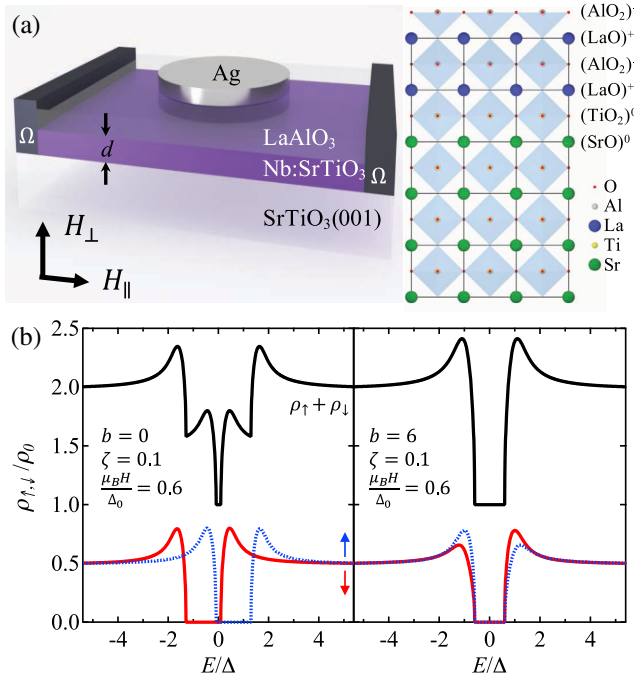 (a)
Ag
Ω
d
LaAlO₃
Nb:SrTiO₃
Ω
SrTiO₃(001)
H⊥
H∥
(AlO₂)⁻
(LaO)⁺
(AlO₂)⁻
(LaO)⁺
(TiO₂)⁰
(SrO)⁰
O
Al
La
Ti
Sr
(b)
ρ↑,↓/ρ₀
2.5
2.0
1.5
1.0
0.5
0.0
ρ↑ + ρ↓
b = 0
ζ = 0.1
μ_BH/Δ₀ = 0.6
b = 6
ζ = 0.1
μ_BH/Δ₀ = 0.6
-4 -2 0 2 4
-4 -2 0 2 4
E/Δ
E/Δ